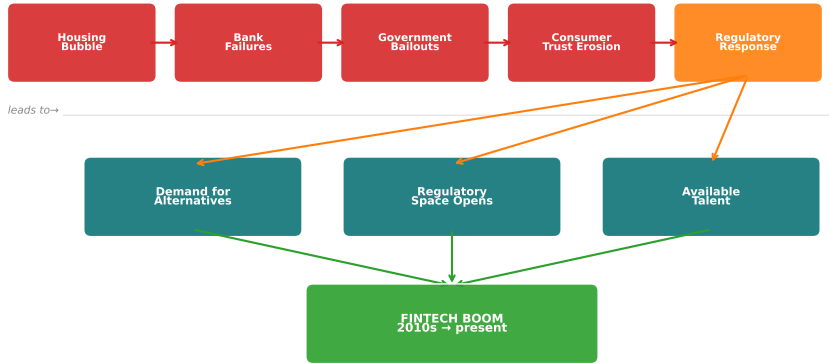 Housing
Bubble
Bank
Failures
Government
Bailouts
Consumer
Trust Erosion
Regulatory
Response
leads to→
Demand for
Alternatives
Regulatory
Space Opens
Available
Talent
FINTECH BOOM
2010s → present